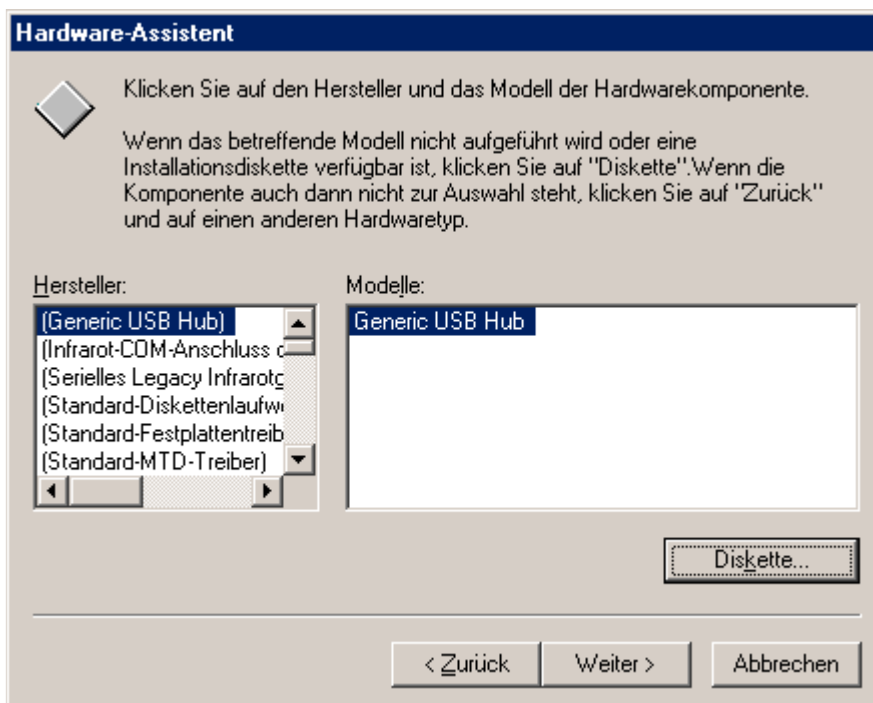 Hardware-Assistent
Klicken Sie auf den Hersteller und das Modell der Hardwarekomponente.
Wenn das betreffende Modell nicht aufgeführt wird oder eine
Installationsdiskette verfügbar ist, klicken Sie auf "Diskette".Wenn die
Komponente auch dann nicht zur Auswahl steht, klicken Sie auf "Zurück"
und auf einen anderen Hardwaretyp.
Hersteller:
(Generic USB Hub)
(Infrarot-COM-Anschluss
(Serielles Legacy Infrarotg
(Standard-Diskettenlaufw
(Standard-Festplattentreib
(Standard-MTD-Treiber)
Modelle:
Generic USB Hub
Diskette...
< Zurück
Weiter >
Abbrechen